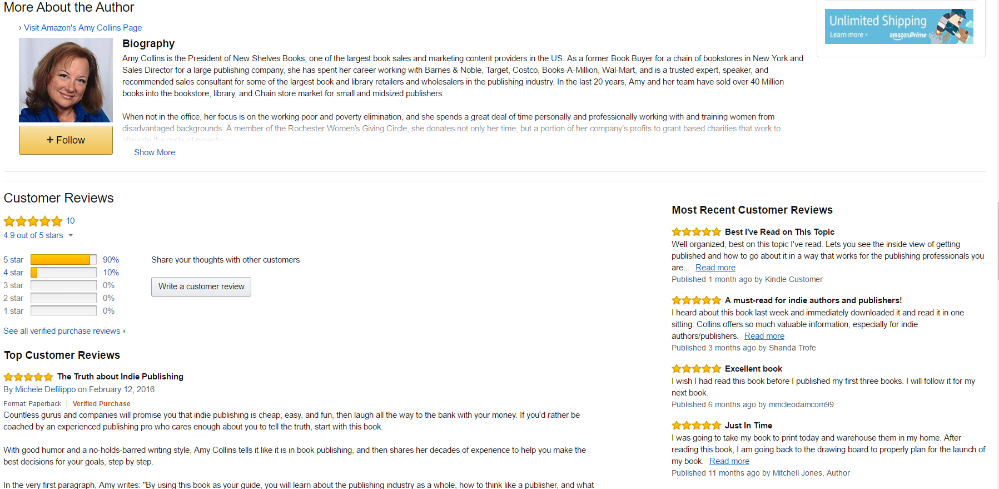 More About the Author
› Visit Amazon's Amy Collins Page
Biography
Amy Collins is the President of New Shelves Books, one of the largest book sales and marketing content providers in the US. As a former Book Buyer for a chain of bookstores in New York and
Sales Director for a large publishing company, she has spent her career working with Barnes & Noble, Target, Costco, Books-A-Million, Wal-Mart, and is a trusted expert, speaker, and
recommended sales consultant for some of the largest book and library retailers and wholesalers in the publishing industry. In the last 20 years, Amy and her team have sold over 40 Million
books into the bookstore, library, and Chain store market for small and midsized publishers.
When not in the office, her focus is on the working poor and poverty elimination, and she spends a great deal of time personally and professionally working with and training women from
disadvantaged backgrounds. A member of the Rochester Women's Giving Circle, she donates not only her time, but a portion of her company's profits to grant based charities that work to
alleviate the cycle of poverty.
+ Follow
Show More
Unlimited Shipping
Learn more ▸
amazonPrime
Customer Reviews
10
4.9 out of 5 stars
5 star 90%
4 star 10%
3 star 0%
2 star 0%
1 star 0%
Share your thoughts with other customers
Write a customer review
See all verified purchase reviews ›
Top Customer Reviews
The Truth about Indie Publishing
By Michele Defilippo on February 12, 2016
Format: Paperback | Verified Purchase
Countless gurus and companies will promise you that indie publishing is cheap, easy, and fun, then laugh all the way to the bank with your money. If you'd rather be
coached by an experienced publishing pro who cares enough about you to tell the truth, start with this book.
With good humor and a no-holds-barred writing style, Amy Collins tells it like it is in book publishing, and then shares her decades of experience to help you make the
best decisions for your goals, step by step.
In the very first paragraph, Amy writes: "By using this book as your guide, you will learn about the publishing industry as a whole, how to think like a publisher, and what
Most Recent Customer Reviews
Best I've Read on This Topic
Well organized, best on this topic I've read. Lets you see the inside view of getting
published and how to go about it in a way that works for the publishing professionals you
are... Read more
Published 1 month ago by Kindle Customer
A must-read for indie authors and publishers!
I heard about this book last week and immediately downloaded it and read it in one
sitting. Collins offers so much valuable information, especially for indie
authors/publishers. Read more
Published 3 months ago by Shanda Trofe
Excellent book
I wish I had read this book before I published my first three books. I will follow it for my
next book.
Published 6 months ago by mmcleodamcom99
Just In Time
I was going to take my book to print today and warehouse them in my home. After
reading this book, I am going back to the drawing board to properly plan for the launch of
my book. Read more
Published 11 months ago by Mitchell Jones, Author